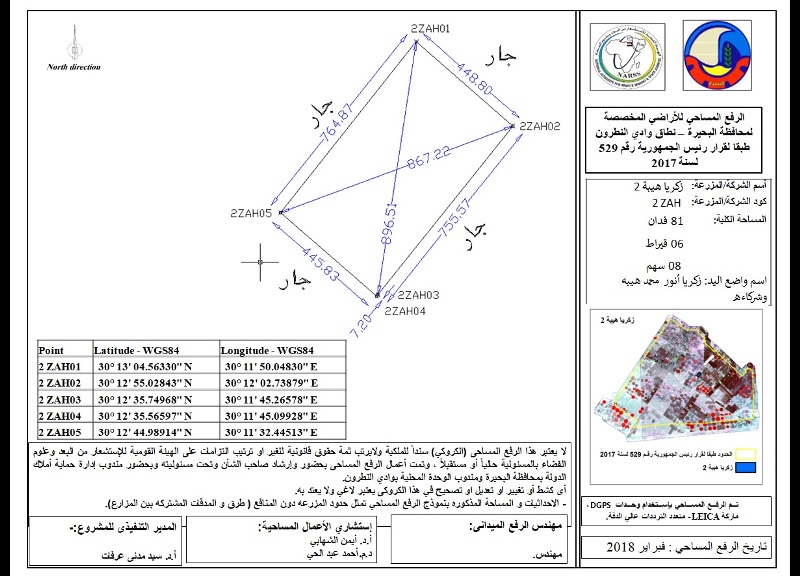 North direction
2ZAH01
جار
448.80
جار
764.87
2ZAH02
867.22
2ZAH05
896.51
755.57
جار
445.83
جار
2ZAH03
2ZAH04
7.20
Point Latitude - WGS84 Longitude - WGS84
2 ZAH01 30° 13' 04.56330" N 30° 11' 50.04830" E
2 ZAH02 30° 12' 55.02843" N 30° 12' 02.73879" E
2 ZAH03 30° 12' 35.74968" N 30° 11' 45.26578" E
2 ZAH04 30° 12' 35.56597" N 30° 11' 45.09928" E
2 ZAH05 30° 12' 44.98914" N 30° 11' 32.44513" E
NARSS
الرفع المساحي للأراضي المخصصة
لمحافظة البحيرة – نطاق وادي النطرون
طبقا لقرار رئيس الجمهورية رقم 529
لسنة 2017
أسم الشركة/المزرعة: زكريا هيبة 2
كود الشركة/المزرعة: 2 ZAH
المساحة الكلية: 81 فدان
06 قيراط
08 سهم
اسم واضع اليد: زكريا أنور محمد هيبه
وشركاءه
زكريا هيبة 2
الحدود طبقا لقرار رئيس الجمهورية رقم 529 لسنة 2017
زكريا هيبة 2
تم الرفع المساحي بإستخدام وحدات DGPS -
ماركة LEICA- متعدد الترددات عالي الدقة.
تاريخ الرفع المساحي : فبراير 2018
لا يعتبر هذا الرفع المساحي (الكروكي) سنداً للملكية ولايرتب ثمة حقوق قانونية للغير او ترتيب التزامات على الهيئة القومية للإستشعار من البعد وعلوم
الفضاء بالمسئولية حالياً أو مستقبلاً ، وتمت أعمال الرفع المساحى بحضور وإرشاد صاحب الشأن وتحت مسئوليته وبحضور مندوب إدارة حماية أملاك
الدولة بمحافظة البحيرة ومندوب الوحدة المحلية بوادي النطرون.
أى كشط أو تغيير او تعديل او تصحيح في هذا الكروكى يعتبر لاغي ولا يعتد به.
- الاحداثيات و المساحة المذكوره بنموذج الرفع المساحي تمثل حدود المزرعه دون المنافع ( طرق و المدقات المشتركه بين المزارع).
مهندس الرفع الميدانى:
مهندس.
إستشاري الأعمال المساحية:
أ.د. أيمن الشهابي
د.م.أحمد عبد الحي
المدير التنفيذى للمشروع:-
أ.د. سيد مدنى عرفات